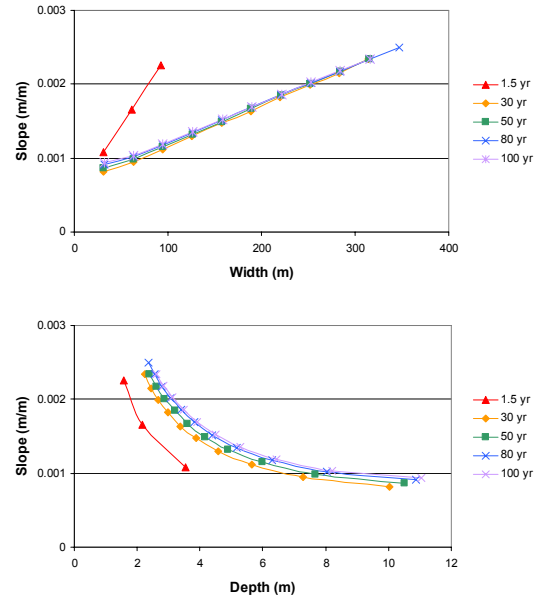 0.003
0.002
0.001
0
Slope (m/m)
0 100 200 300 400
Width (m)
1.5 yr
30 yr
50 yr
80 yr
100 yr
0.003
0.002
0.001
0
Slope (m/m)
0 2 4 6 8 10 12
Depth (m)
1.5 yr
30 yr
50 yr
80 yr
100 yr